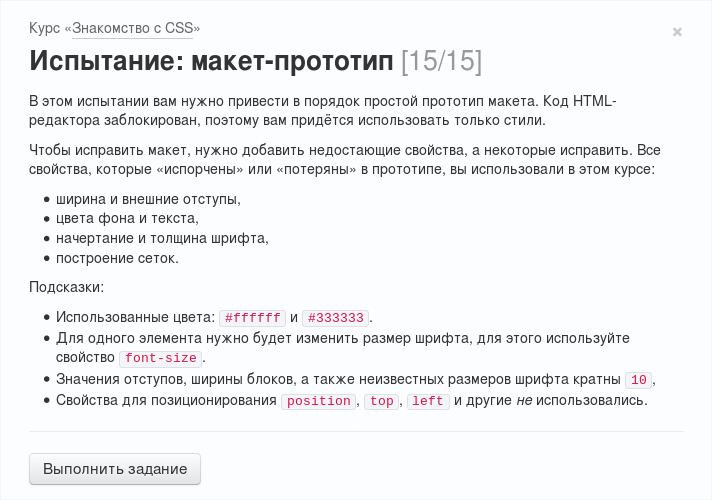 Курс «Знакомство с CSS»
×
Испытание: макет-прототип [15/15]
В этом испытании вам нужно привести в порядок простой прототип макета. Код HTML-
редактора заблокирован, поэтому вам придётся использовать только стили.
Чтобы исправить макет, нужно добавить недостающие свойства, а некоторые исправить. Все
свойства, которые «испорчены» или «потеряны» в прототипе, вы использовали в этом курсе:
• ширина и внешние отступы,
• цвета фона и текста,
• начертание и толщина шрифта,
• построение сеток.
Подсказки:
• Использованные цвета: #ffffff и #333333.
• Для одного элемента нужно будет изменить размер шрифта, для этого используйте
свойство font-size.
• Значения отступов, ширины блоков, а также неизвестных размеров шрифта кратны 10,
• Свойства для позиционирования position, top, left и другие не использовались.
Выполнить задание